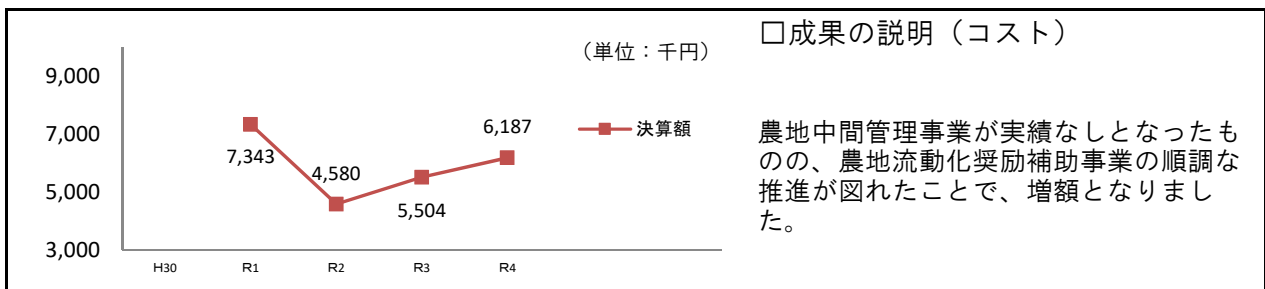 （単位：千円）
9,000
7,000
5,000
3,000
7,343
4,580
5,504
6,187
決算額
H30 R1 R2 R3 R4
□成果の説明（コスト）
農地中間管理事業が実績なしとなったも
のの、農地流動化奨励補助事業の順調な
推進が図れたことで、増額となりまし
た。